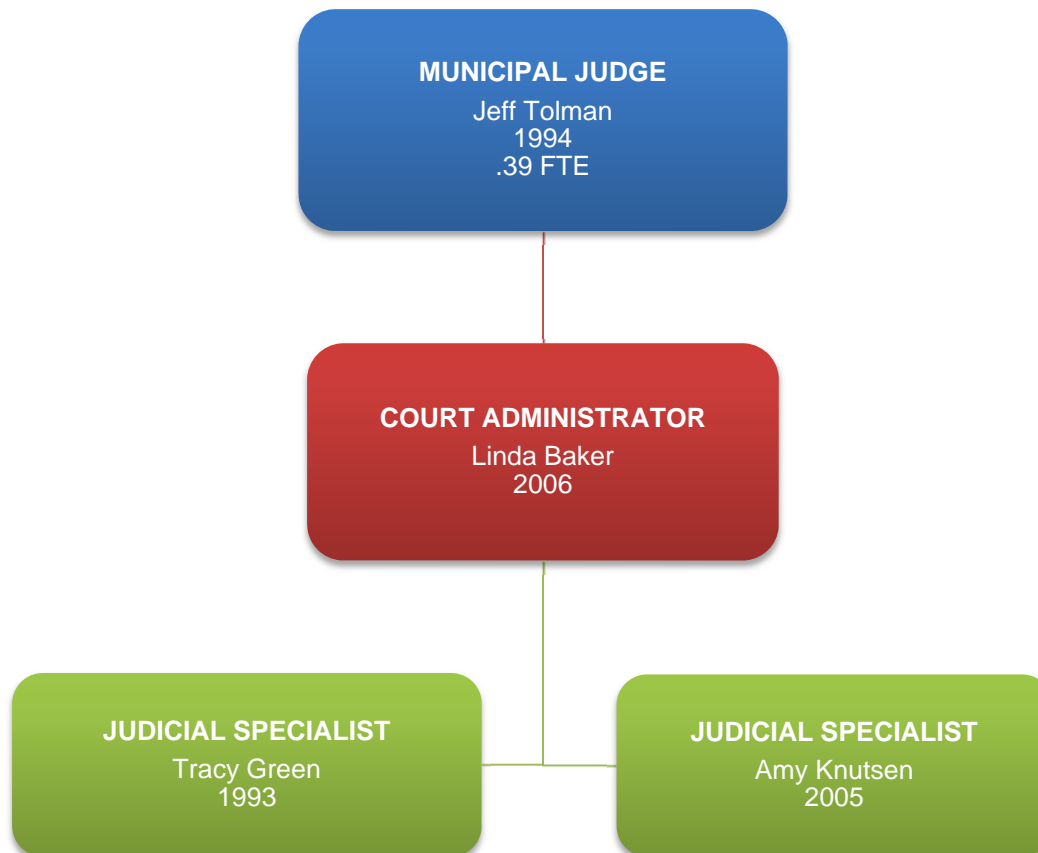 MUNICIPAL JUDGE
Jeff Tolman
1994
.39 FTE
COURT ADMINISTRATOR
Linda Baker
2006
JUDICIAL SPECIALIST
Tracy Green
1993
JUDICIAL SPECIALIST
Amy Knutsen
2005